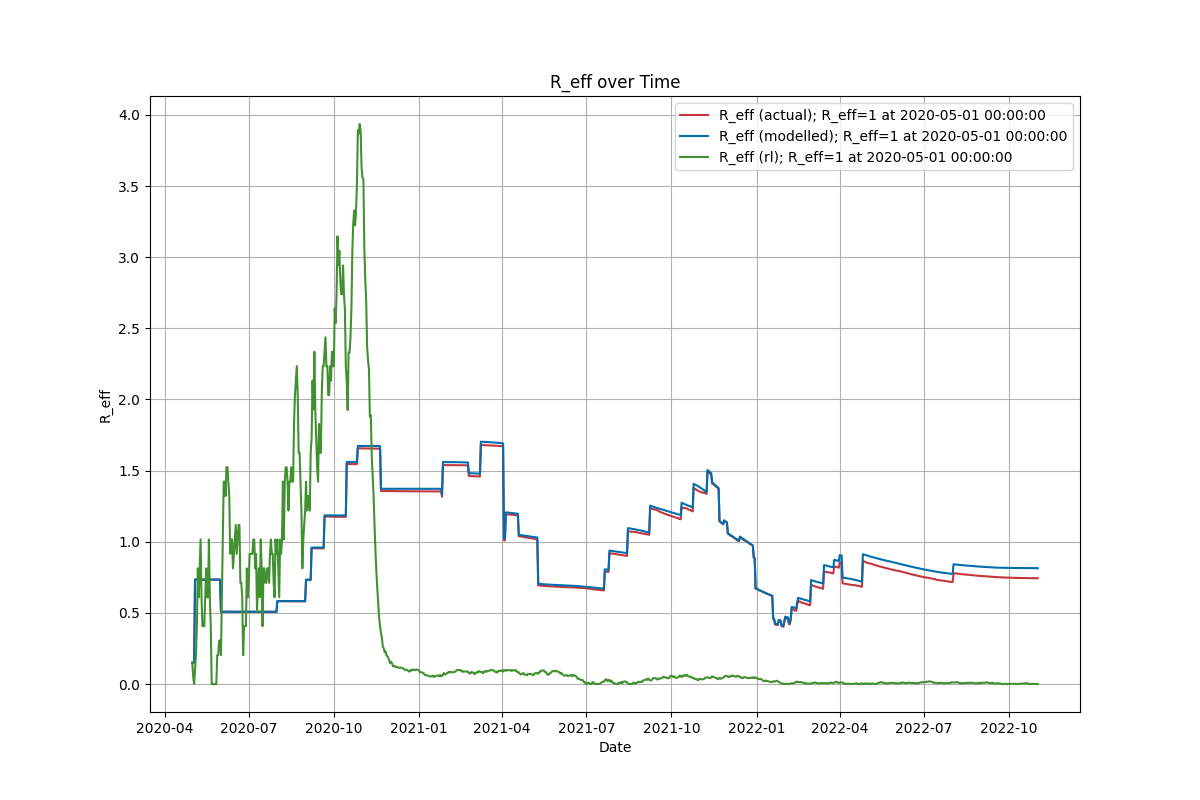 R_eff over Time
R_eff (actual); R_eff=1 at 2020-05-01 00:00:00
R_eff (modelled); R_eff=1 at 2020-05-01 00:00:00
R_eff (rl); R_eff=1 at 2020-05-01 00:00:00
4.0
3.5
3.0
2.5
2.0
1.5
1.0
0.5
0.0
R_eff
2020-04 2020-07 2020-10 2021-01 2021-04 2021-07 2021-10 2022-01 2022-04 2022-07 2022-10
Date